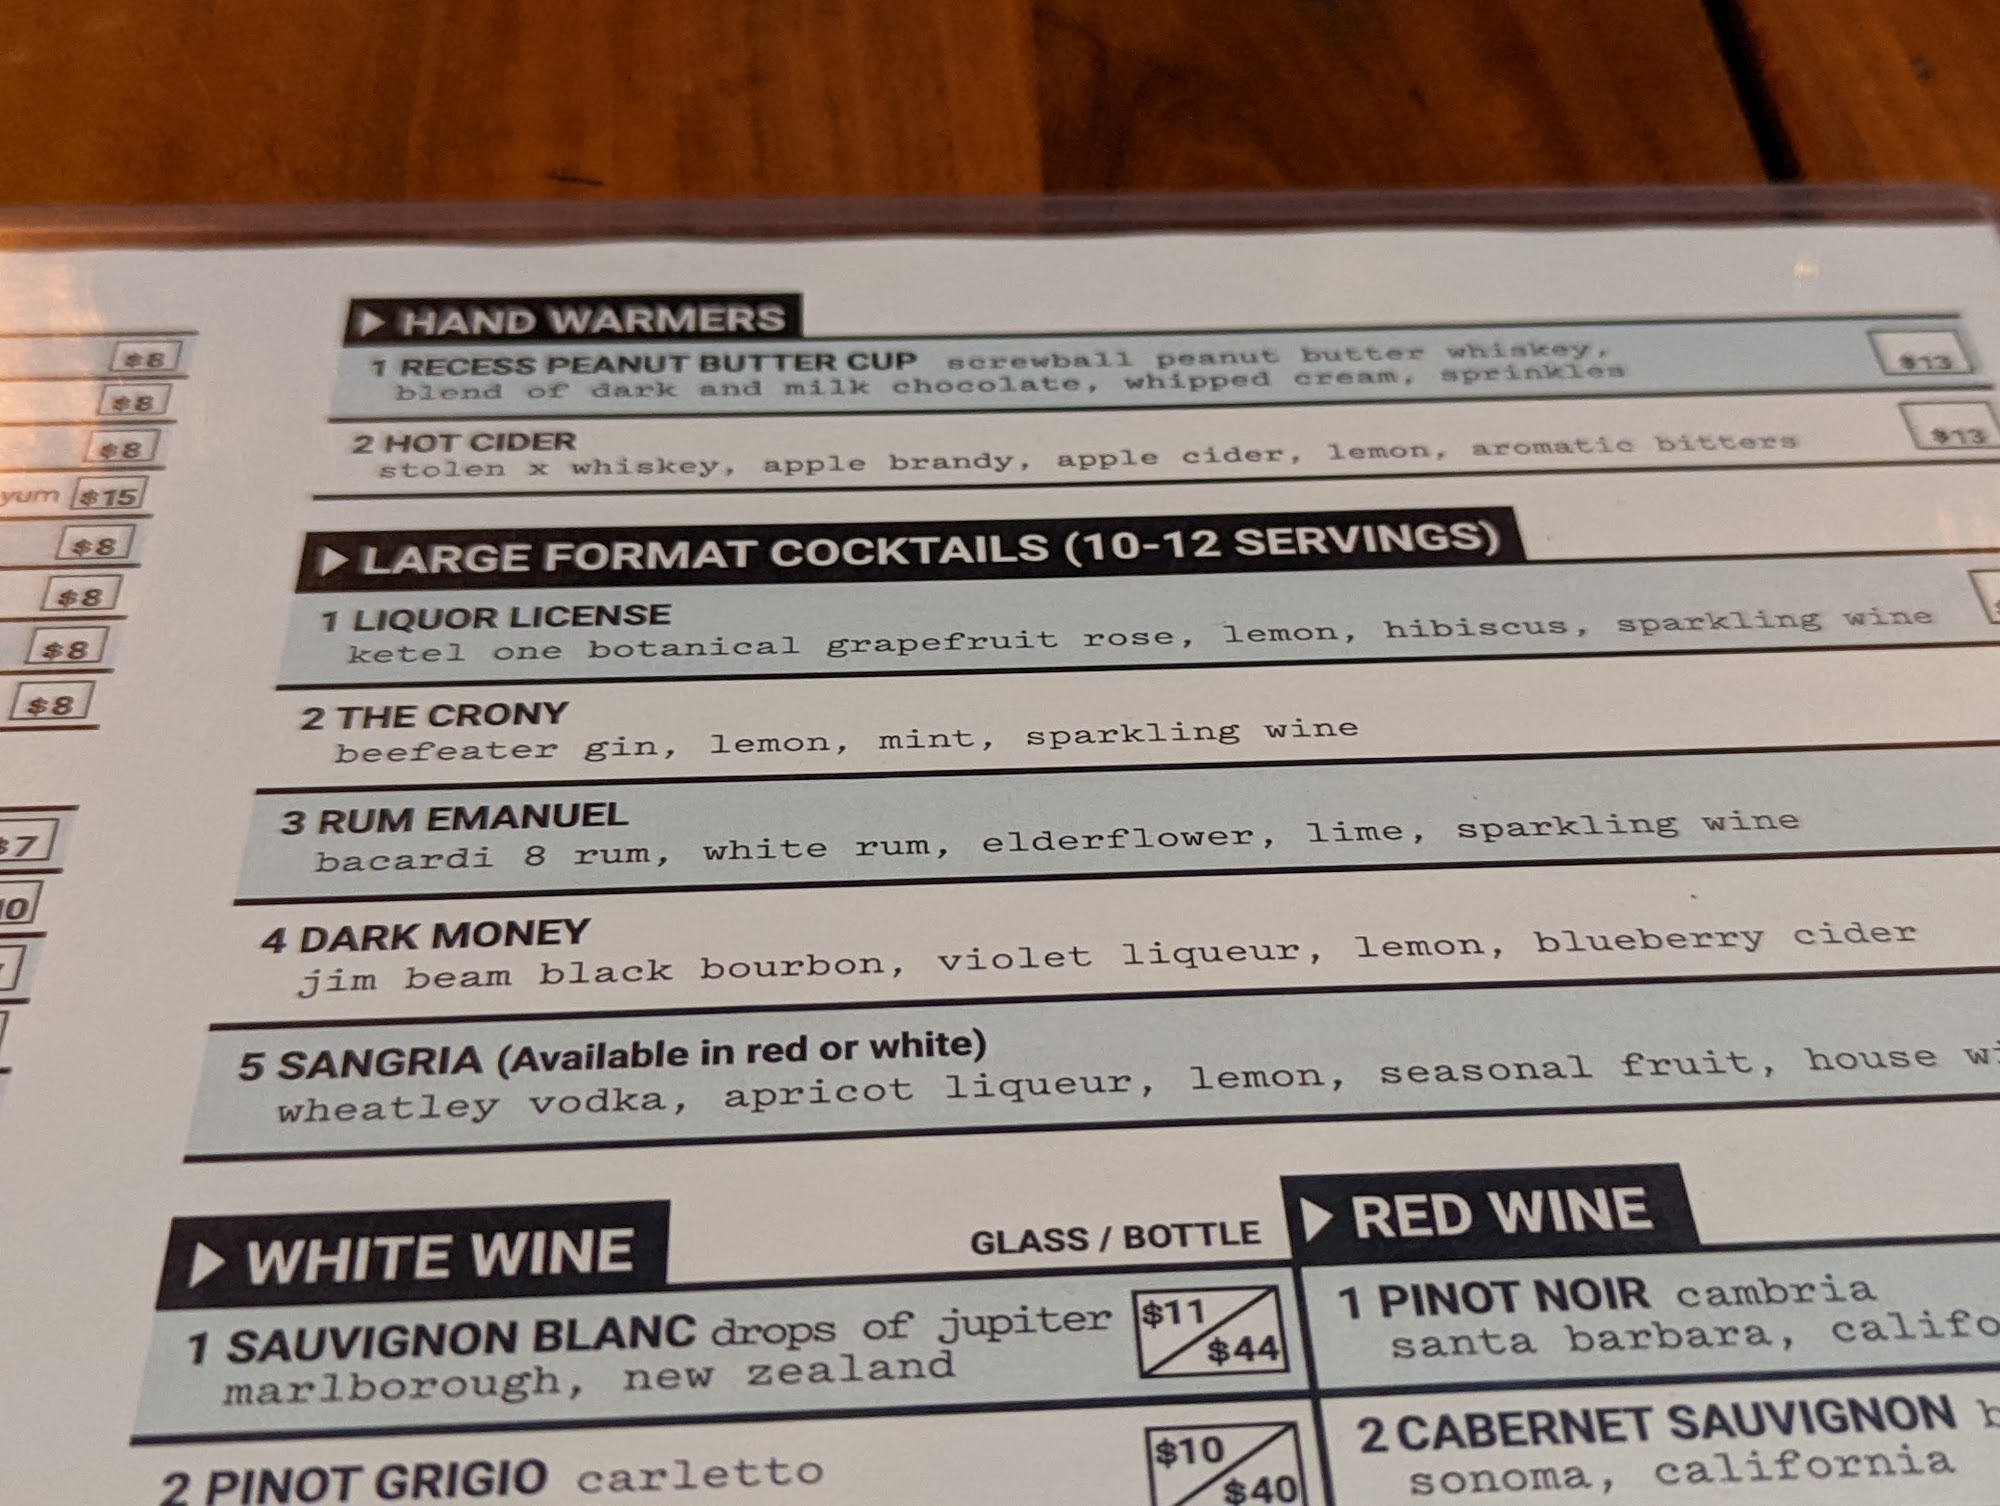 $8
$8
$8
yum $15
$8
$8
$8
$8
$7
▶ HAND WARMERS
1 RECESS PEANUT BUTTER CUP screwball peanut butter whiskey, $13
blend of dark and milk chocolate, whipped cream, sprinkles
2 HOT CIDER $13
stolen x whiskey, apple brandy, apple cider, lemon, aromatic bitters
▶ LARGE FORMAT COCKTAILS (10-12 SERVINGS)
1 LIQUOR LICENSE
ketel one botanical grapefruit rose, lemon, hibiscus, sparkling wine
2 THE CRONY
beefeater gin, lemon, mint, sparkling wine
3 RUM EMANUEL
bacardi 8 rum, white rum, elderflower, lime, sparkling wine
4 DARK MONEY
jim beam black bourbon, violet liqueur, lemon, blueberry cider
5 SANGRIA (Available in red or white)
wheatley vodka, apricot liqueur, lemon, seasonal fruit, house
▶ WHITE WINE GLASS / BOTTLE
1 SAUVIGNON BLANC drops of jupiter $11
marlborough, new zealand $44
2 PINOT GRIGIO carletto $10
$40
▶ RED WINE
1 PINOT NOIR cambria
santa barbara, califo
2 CABERNET SAUVIGNON
sonoma, california